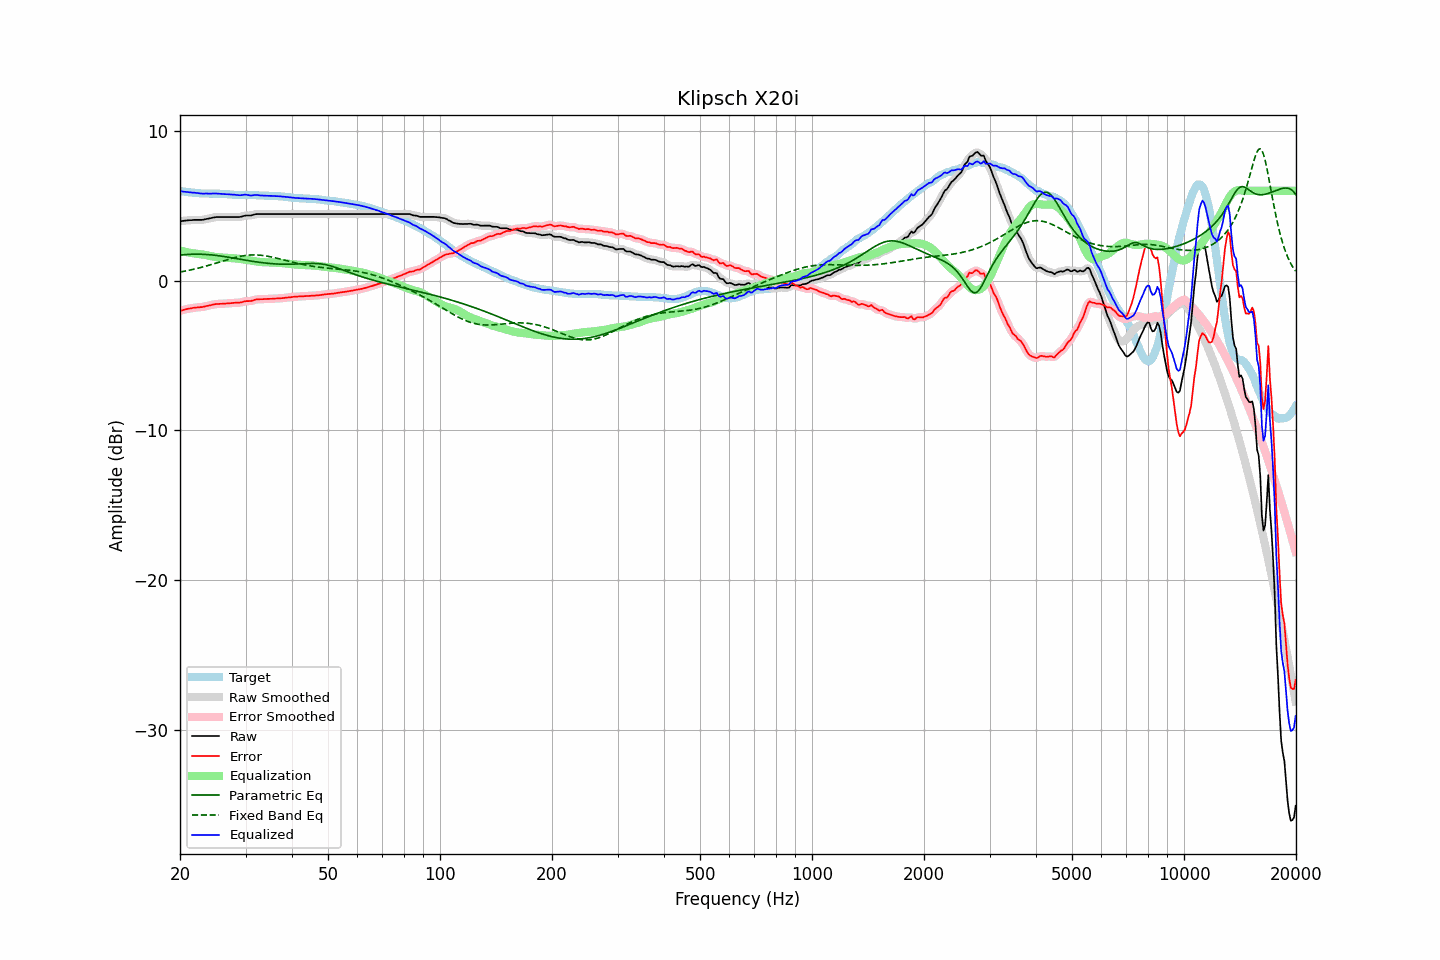 Klipsch X20i
Amplitude (dBr)
10
0
−10
−20
−30
Target
Raw Smoothed
Error Smoothed
Raw
Error
Equalization
Parametric Eq
Fixed Band Eq
Equalized
20 50 100 200 500 1000 2000 5000 10000 20000
Frequency (Hz)